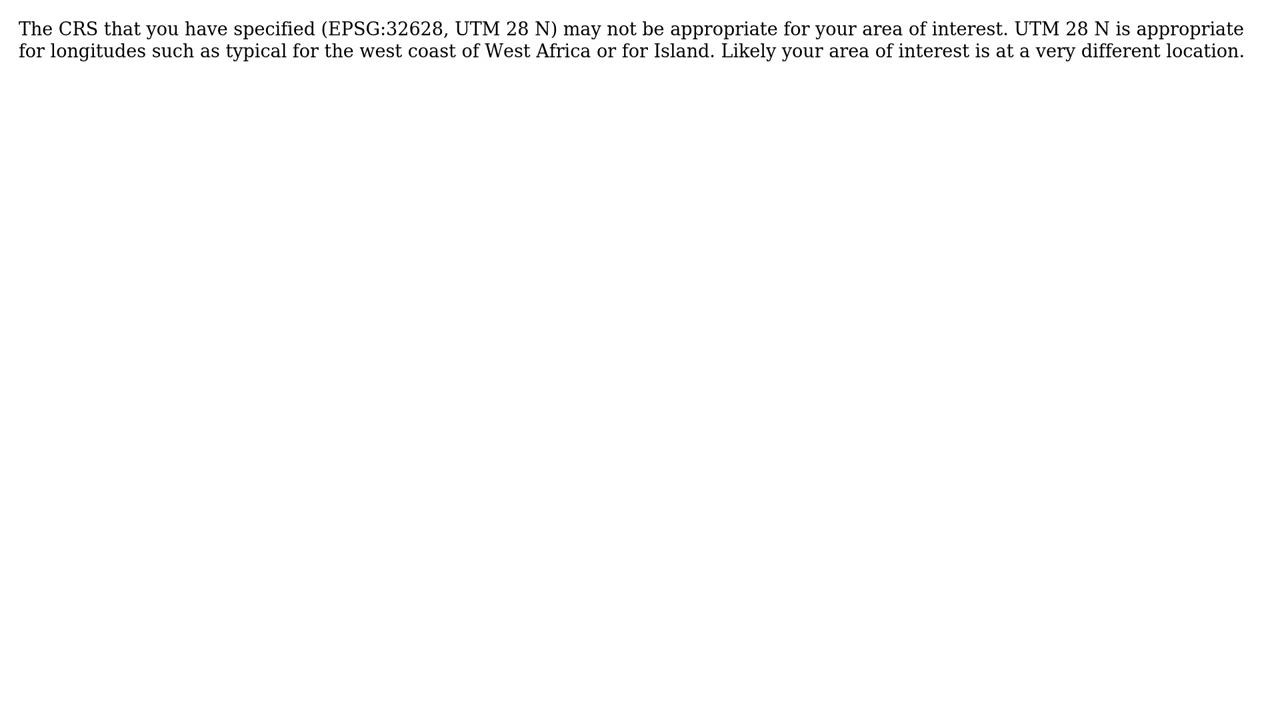 The CRS that you have specified (EPSG:32628, UTM 28 N) may not be appropriate for your area of interest. UTM 28 N is appropriate
for longitudes such as typical for the west coast of West Africa or for Island. Likely your area of interest is at a very different location.